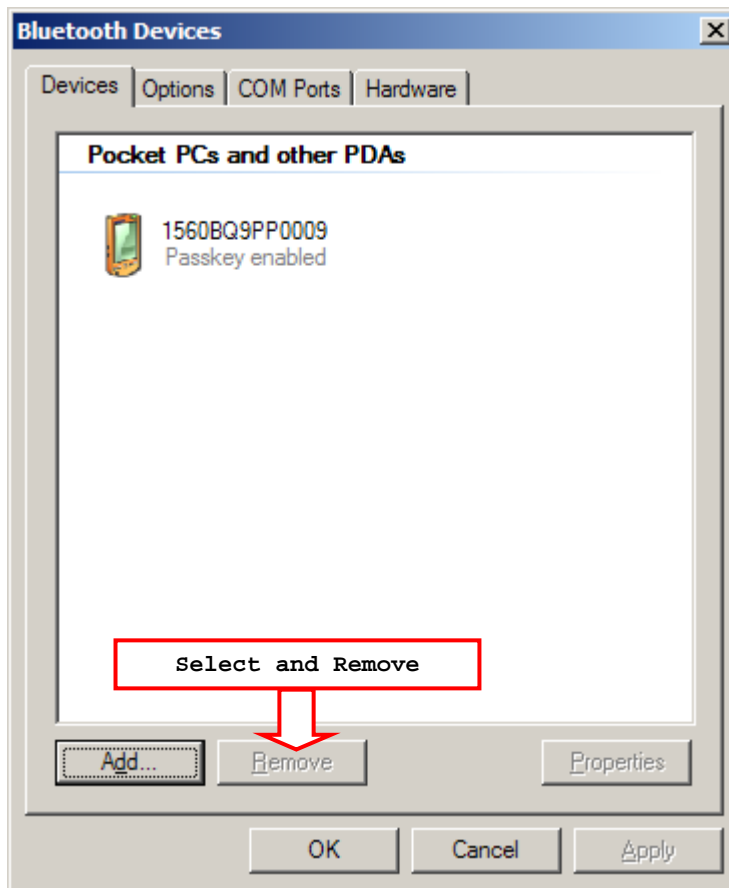 Bluetooth Devices
Devices Options COM Ports Hardware
Pocket PCs and other PDAs
1560BQ9PP0009
Passkey enabled
Select and Remove
Add... Remove Properties
OK Cancel Apply